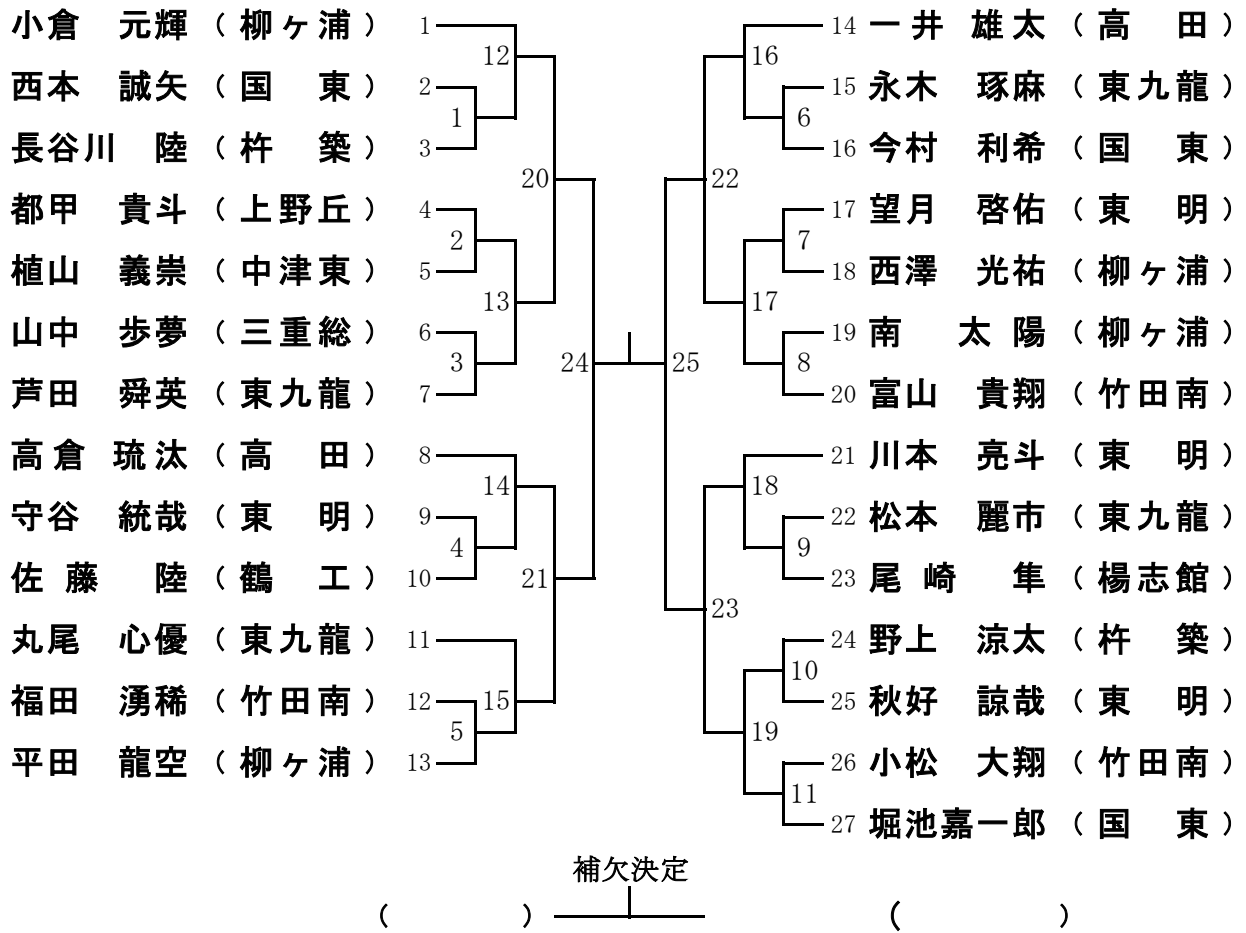 小倉 元輝 （ 柳ヶ浦 ） 1
西本 誠矢 （ 国 東 ） 2
長谷川 陸 （ 杵 築 ） 3
都甲 貴斗 （ 上野丘 ） 4
植山 義崇 （ 中津東 ） 5
山中 歩夢 （ 三重総 ） 6
芦田 舜英 （ 東九龍 ） 7
高倉 琉汰 （ 高 田 ） 8
守谷 統哉 （ 東 明 ） 9
佐藤 陸 （ 鶴 工 ） 10
丸尾 心優 （ 東九龍 ） 11
福田 湧稀 （ 竹田南 ） 12
平田 龍空 （ 柳ヶ浦 ） 13
12
1
20
2
13
3
24
14
4
21
15
5
16
6
22
7
17
8
25
18
9
23
10
19
11
14 一井 雄太 （ 高 田 ）
15 永木 琢麻 （ 東九龍 ）
16 今村 利希 （ 国 東 ）
17 望月 啓佑 （ 東 明 ）
18 西澤 光祐 （ 柳ヶ浦 ）
19 南 太陽 （ 柳ヶ浦 ）
20 富山 貴翔 （ 竹田南 ）
21 川本 亮斗 （ 東 明 ）
22 松本 麗市 （ 東九龍 ）
23 尾崎 隼 （ 楊志館 ）
24 野上 涼太 （ 杵 築 ）
25 秋好 諒哉 （ 東 明 ）
26 小松 大翔 （ 竹田南 ）
27 堀池嘉一郎 （ 国 東 ）
補欠決定
（ ） （ ）